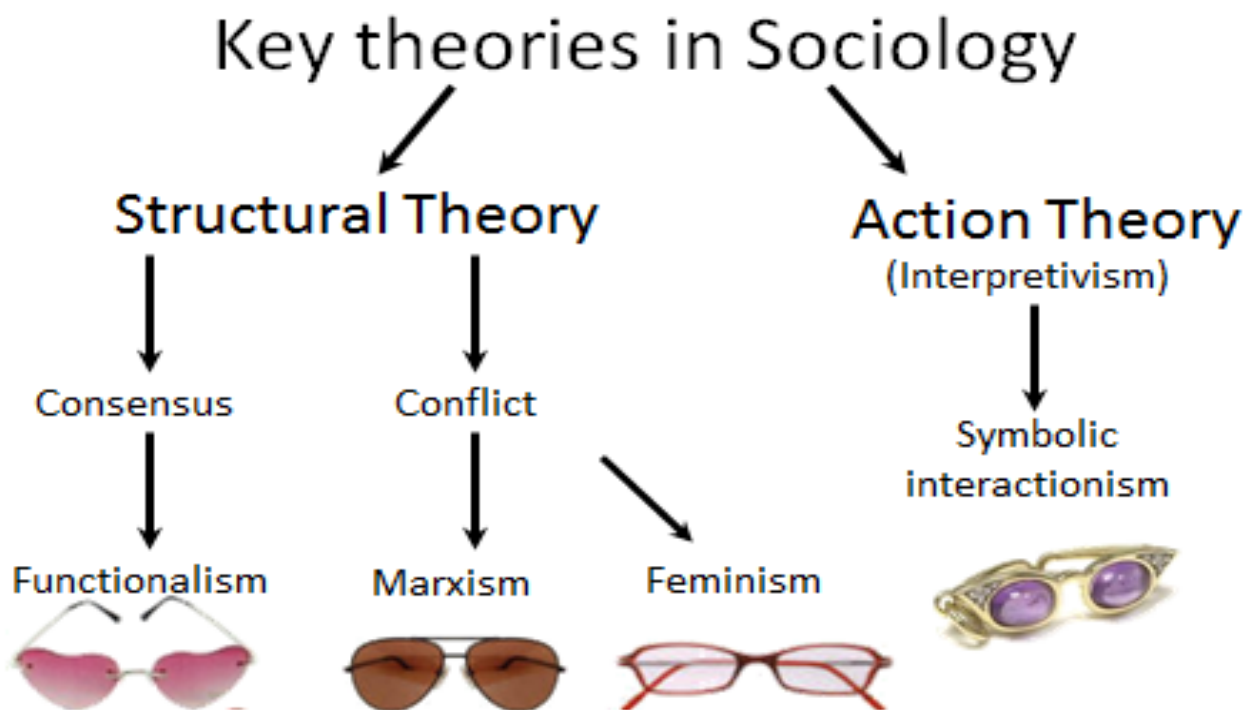 Key theories in Sociology
Structural Theory
Action Theory
(Interpretivism)
Consensus
Conflict
Symbolic
interactionism
Functionalism
Marxism
Feminism